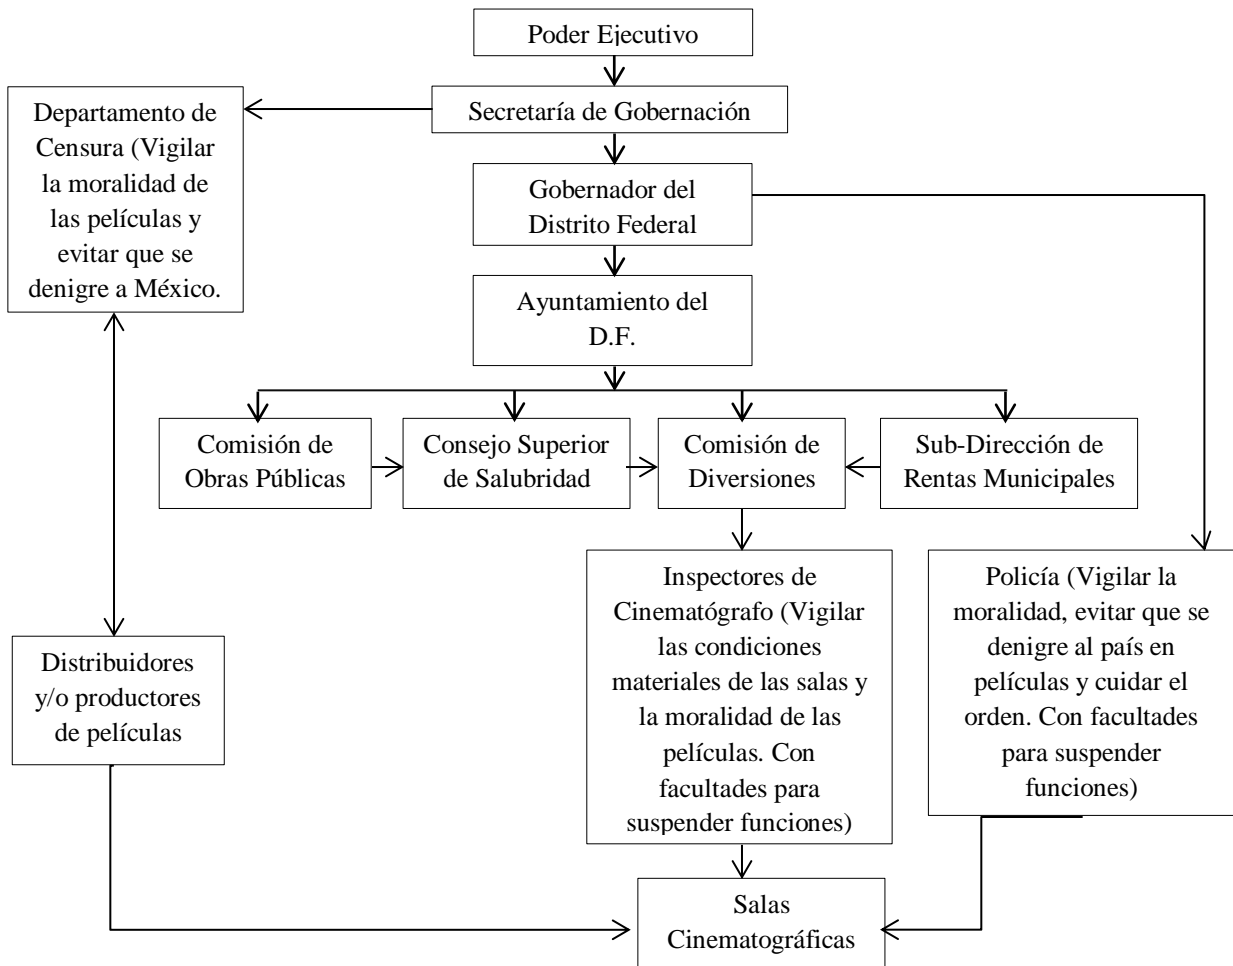 Poder Ejecutivo
Secretaría de Gobernación
Departamento de
Censura (Vigilar
la moralidad de
las películas y
evitar que se
denigre a México.
Gobernador del
Distrito Federal
Ayuntamiento del
D.F.
Comisión de
Obras Públicas
Consejo Superior
de Salubridad
Comisión de
Diversiones
Sub-Dirección de
Rentas Municipales
Inspectores de
Cinematógrafo (Vigilar
las condiciones
materiales de las salas y
la moralidad de las
películas. Con
facultades para
suspender funciones)
Policía (Vigilar la
moralidad, evitar que se
denigre al país en
películas y cuidar el
orden. Con facultades
para suspender
funciones)
Distribuidores
y/o productores
de películas
Salas
Cinematográficas